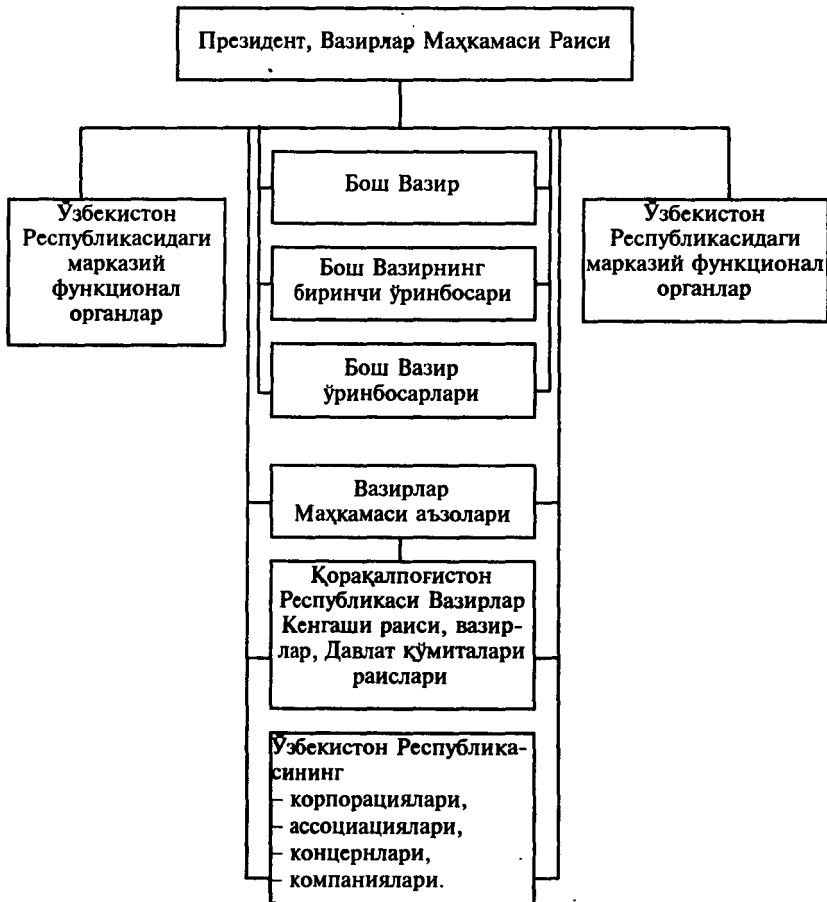 Президент, Вазирлар Маҳкамаси Раиси
Бош Вазир
Ўзбекистон
Республикасидаги
марказий
функционал
органлар
Ўзбекистон
Республикасидаги
марказий функционал
органлар
Бош Вазирнинг
биринчи ўринбосари
Бош Вазир
ўринбосарлари
Вазирлар
Маҳкамаси аъзолари
Қорақалпоғистон
Республикаси Вазирлар
Кенгаши раиси, вазир-
лар, Давлат қўмиталари
раислари
Ўзбекистон Республика-
сининг
– корпорациялари,
– ассоциациялари,
– концернлари,
– компаниялари.